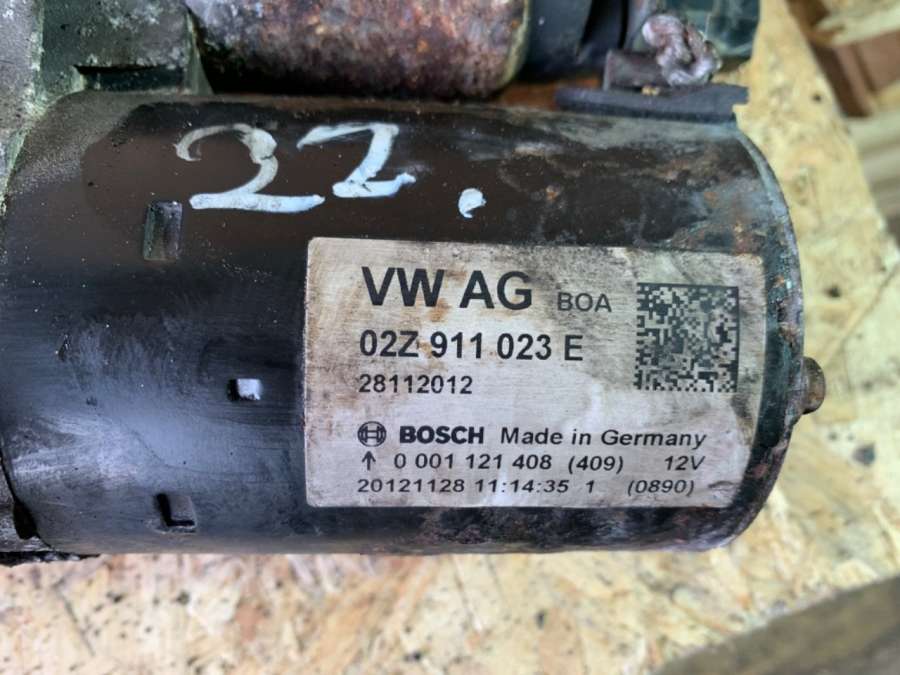 22.
VW AG BOA
02Z 911 023 E
28112012
BOSCH Made in Germany
↑ 0 001 121 408 (409) 12V
20121128 11:14:35 1 (0890)